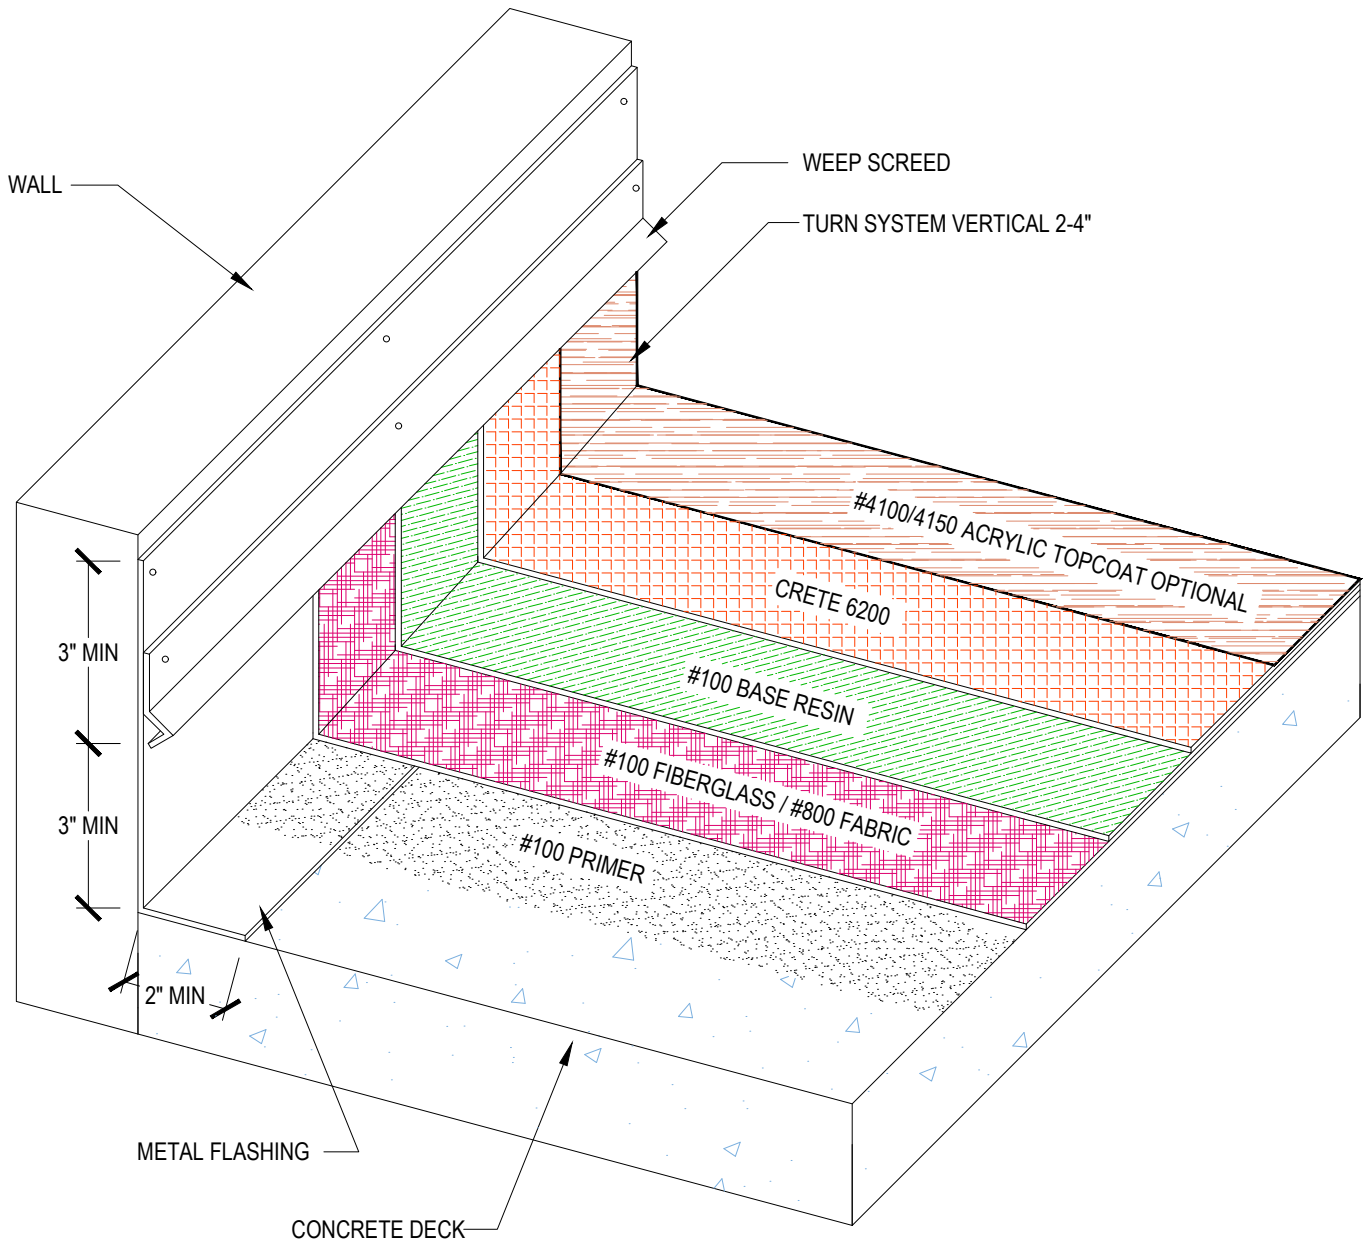 WEEP SCREED
WALL
TURN SYSTEM VERTICAL 2-4"
#4100/4150 ACRYLIC TOPCOAT OPTIONAL
CRETE 6200
3" MIN
#100 BASE RESIN
#100 FIBERGLASS / #800 FABRIC
3" MIN
#100 PRIMER
2" MIN
METAL FLASHING
CONCRETE DECK